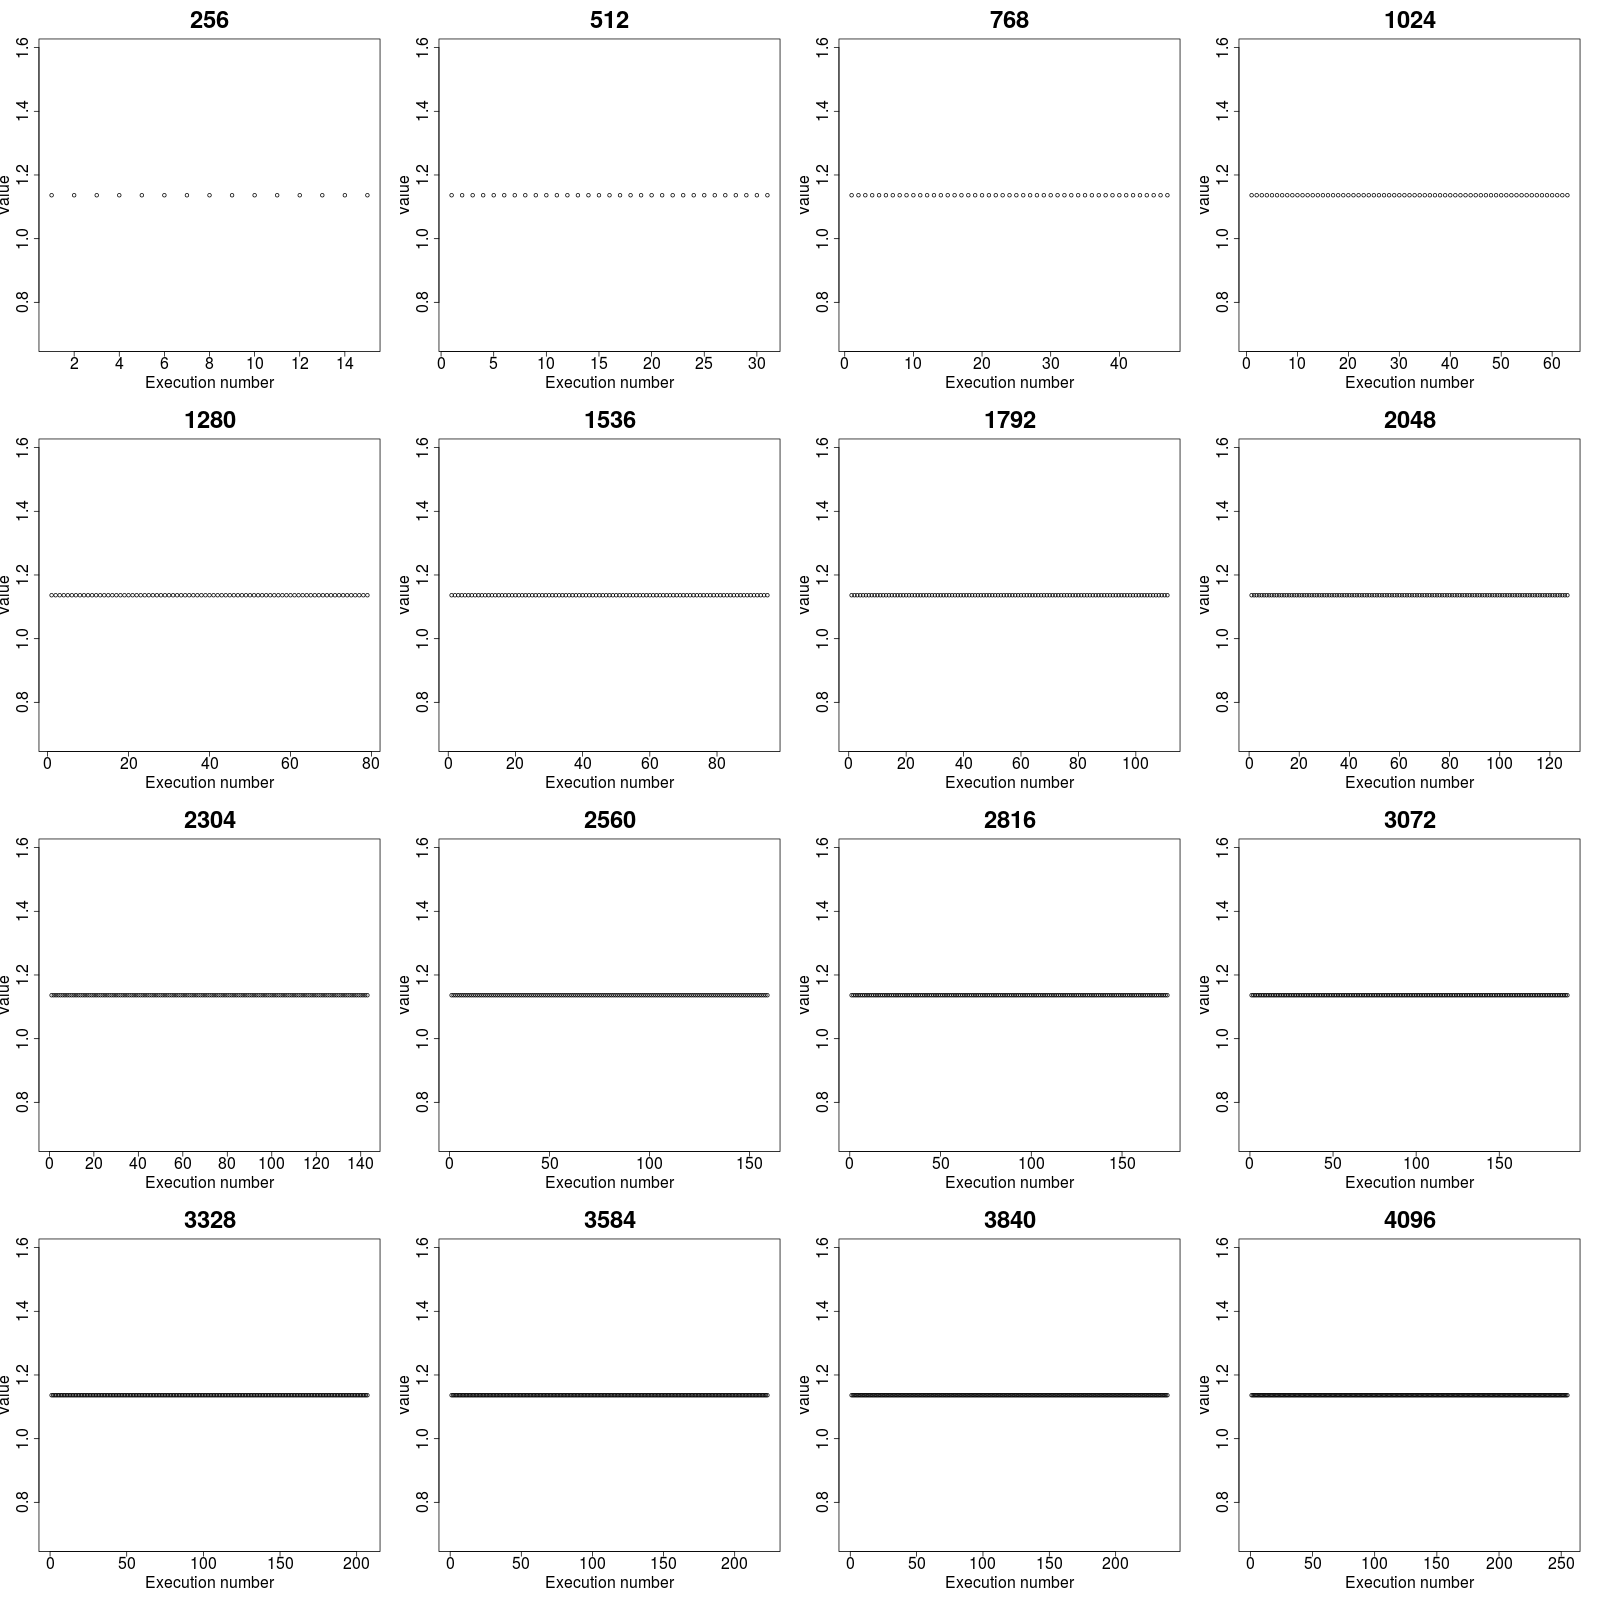 256 512 768 1024
value 0.8 1.0 1.2 1.4 1.6 value 0.8 1.0 1.2 1.4 1.6 value 0.8 1.0 1.2 1.4 1.6 value 0.8 1.0 1.2 1.4 1.6
2 4 6 8 10 12 14 0 5 10 15 20 25 30 0 10 20 30 40 0 10 20 30 40 50 60
Execution number Execution number Execution number Execution number
1280 1536 1792 2048
value 0.8 1.0 1.2 1.4 1.6 value 0.8 1.0 1.2 1.4 1.6 value 0.8 1.0 1.2 1.4 1.6 value 0.8 1.0 1.2 1.4 1.6
0 20 40 60 80 0 20 40 60 80 0 20 40 60 80 100 0 20 40 60 80 100 120
Execution number Execution number Execution number Execution number
2304 2560 2816 3072
value 0.8 1.0 1.2 1.4 1.6 value 0.8 1.0 1.2 1.4 1.6 value 0.8 1.0 1.2 1.4 1.6 value 0.8 1.0 1.2 1.4 1.6
0 20 40 60 80 100 120 140 0 50 100 150 0 50 100 150 0 50 100 150
Execution number Execution number Execution number Execution number
3328 3584 3840 4096
value 0.8 1.0 1.2 1.4 1.6 value 0.8 1.0 1.2 1.4 1.6 value 0.8 1.0 1.2 1.4 1.6 value 0.8 1.0 1.2 1.4 1.6
0 50 100 150 200 0 50 100 150 200 0 50 100 150 200 0 50 100 150 200 250
Execution number Execution number Execution number Execution number